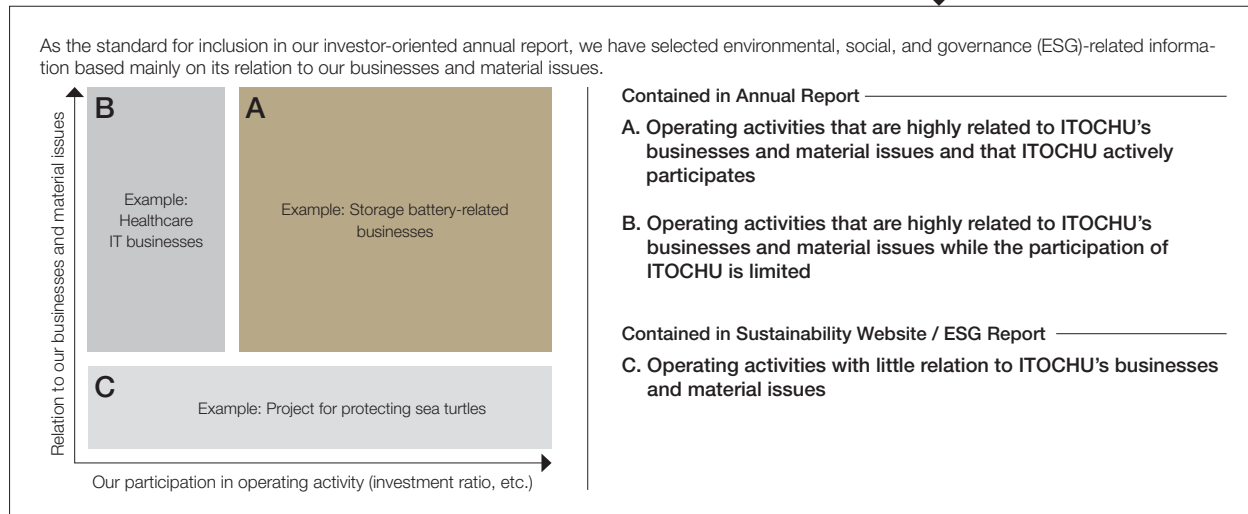 As the standard for inclusion in our investor-oriented annual report, we have selected environmental, social, and governance (ESG)-related informa-
tion based mainly on its relation to our businesses and material issues.
Relation to our businesses and material issues
B
Example:
Healthcare
IT businesses
A
Example: Storage battery-related
businesses
C
Example: Project for protecting sea turtles
Our participation in operating activity (investment ratio, etc.)
Contained in Annual Report
A. Operating activities that are highly related to ITOCHU’s
businesses and material issues and that ITOCHU actively
participates
B. Operating activities that are highly related to ITOCHU’s
businesses and material issues while the participation of
ITOCHU is limited
Contained in Sustainability Website / ESG Report
C. Operating activities with little relation to ITOCHU’s businesses
and material issues